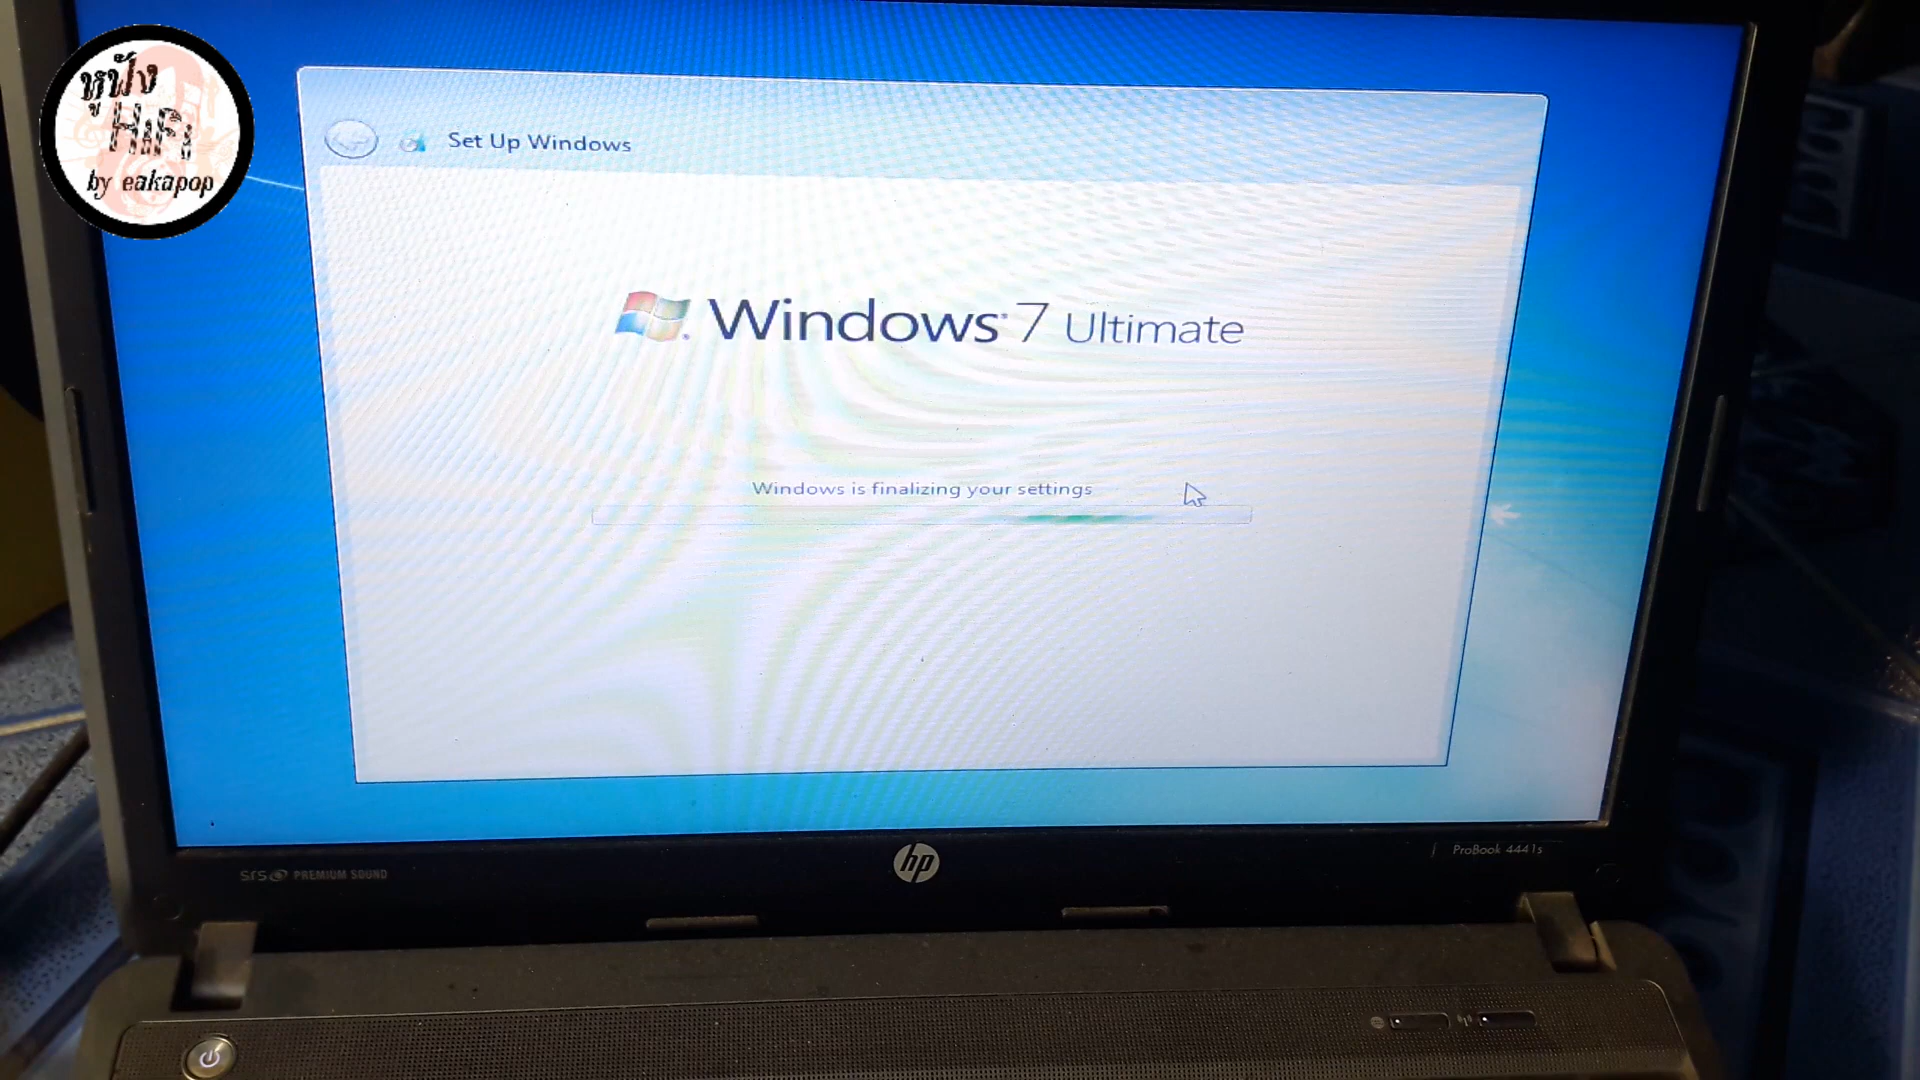 หูฟัง
HiFi
by eakapop
Set Up Windows
Windows 7 Ultimate
Windows is finalizing your settings
hp
ProBook 4441s
SRS PREMIUM SOUND